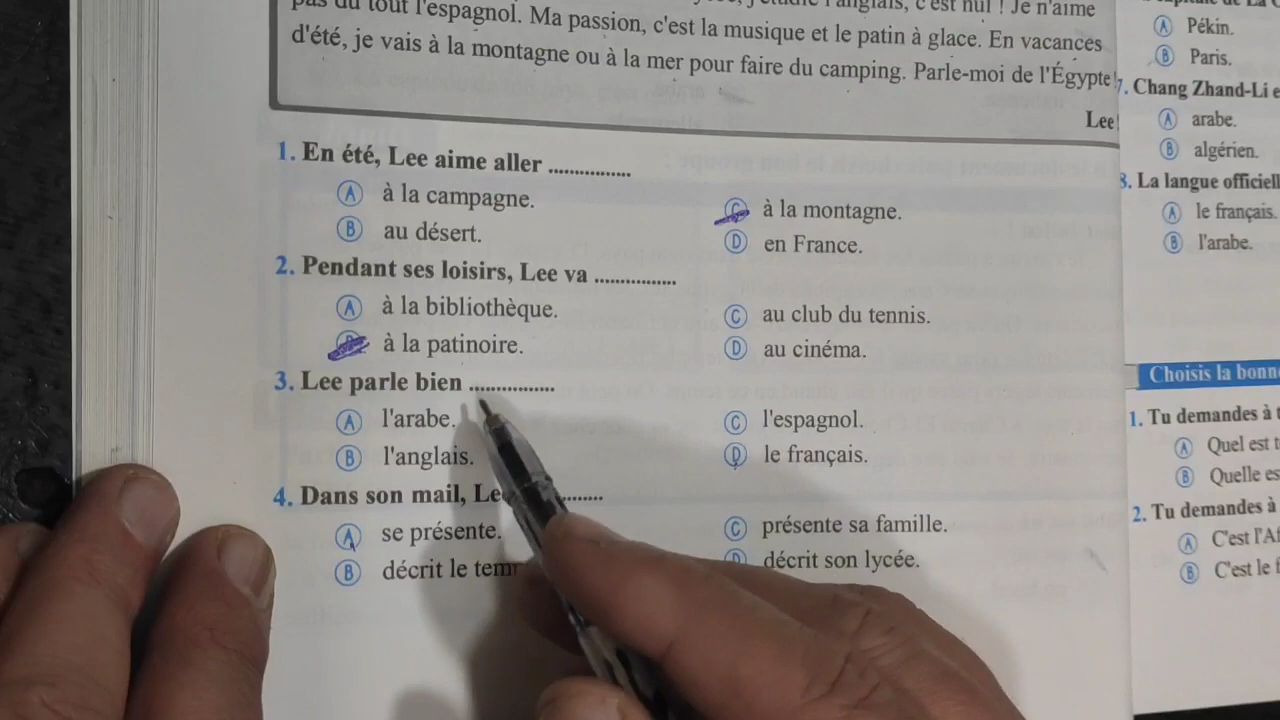 pas du tout l'espagnol. Ma passion, c'est la musique et le patin à glace. En vacances
d'été, je vais à la montagne ou à la mer pour faire du camping. Parle-moi de l'Égypte!
Lee
1. En été, Lee aime aller ................
A à la campagne.
B au désert.
C à la montagne.
D en France.
2. Pendant ses loisirs, Lee va ................
A à la bibliothèque.
B à la patinoire.
C au club du tennis.
D au cinéma.
3. Lee parle bien ................
A l'arabe.
B l'anglais.
C l'espagnol.
D le français.
4. Dans son mail, Lee ..........
A se présente.
B décrit le
C présente sa famille.
D décrit son lycée.
A Pékin.
B Paris.
7. Chang Zhand-Li e
A arabe.
B algérien.
8. La langue officiell
A le français.
B l'arabe.
Choisis la bonn
1. Tu demandes à
A Quel est
B Quelle es
2. Tu demandes à
A C'est l'A
B C'est le